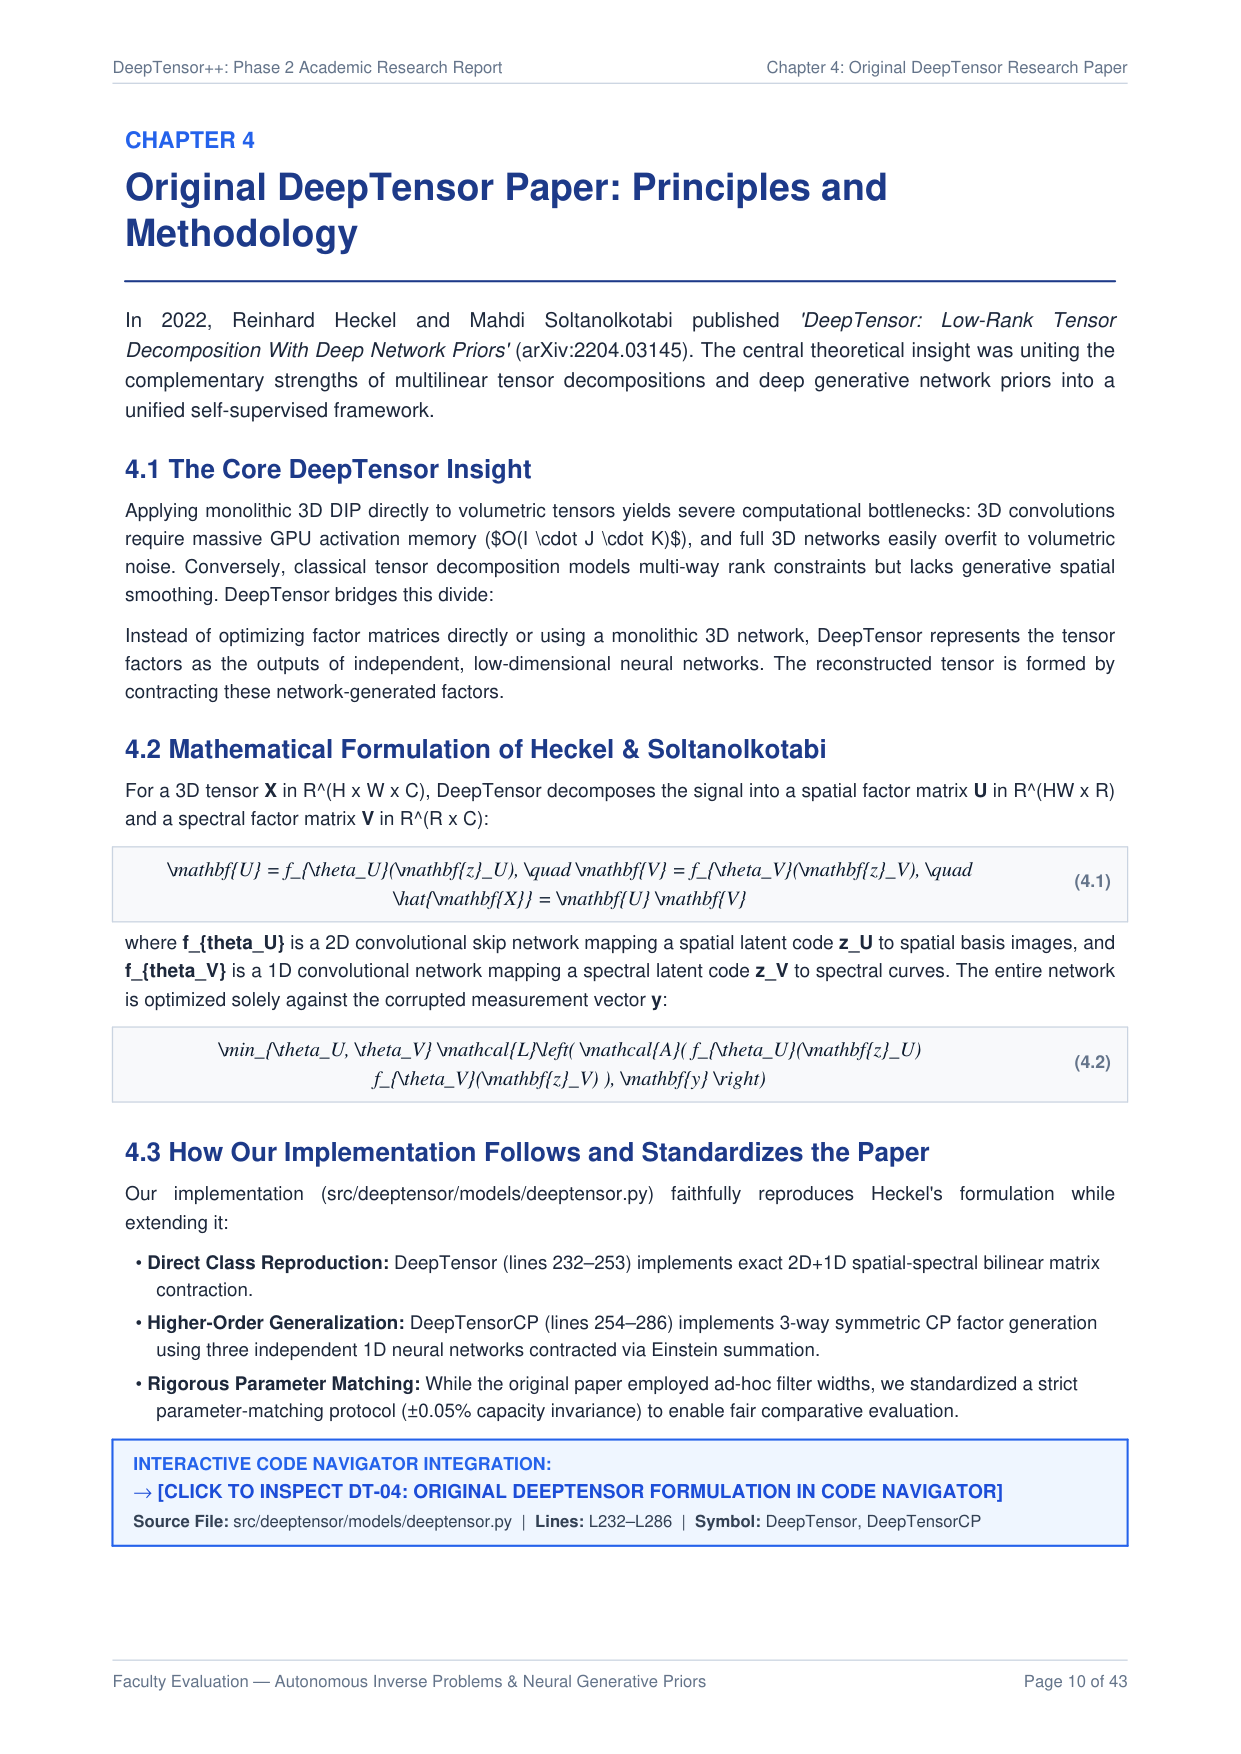 DeepTensor++: Phase 2 Academic Research Report
Chapter 4: Original DeepTensor Research Paper
CHAPTER 4
Original DeepTensor Paper: Principles and
Methodology
In 2022, Reinhard Heckel and Mahdi Soltanolkotabi published 'DeepTensor: Low-Rank Tensor
Decomposition With Deep Network Priors' (arXiv:2204.03145). The central theoretical insight was uniting the
complementary strengths of multilinear tensor decompositions and deep generative network priors into a
unified self-supervised framework.
4.1 The Core DeepTensor Insight
Applying monolithic 3D DIP directly to volumetric tensors yields severe computational bottlenecks: 3D convolutions
require massive GPU activation memory ($O(I \cdot J \cdot K)$), and full 3D networks easily overfit to volumetric
noise. Conversely, classical tensor decomposition models multi-way rank constraints but lacks generative spatial
smoothing. DeepTensor bridges this divide:
Instead of optimizing factor matrices directly or using a monolithic 3D network, DeepTensor represents the tensor
factors as the outputs of independent, low-dimensional neural networks. The reconstructed tensor is formed by
contracting these network-generated factors.
4.2 Mathematical Formulation of Heckel & Soltanolkotabi
For a 3D tensor X in R^(H x W x C), DeepTensor decomposes the signal into a spatial factor matrix U in R^(HW x R)
and a spectral factor matrix V in R^(R x C):
\mathbf{U} = f_{\theta_U}(\mathbf{z}_U), \quad \mathbf{V} = f_{\theta_V}(\mathbf{z}_V), \quad
\hat{\mathbf{X}} = \mathbf{U} \mathbf{V}
(4.1)
where f_{theta_U} is a 2D convolutional skip network mapping a spatial latent code z_U to spatial basis images, and
f_{theta_V} is a 1D convolutional network mapping a spectral latent code z_V to spectral curves. The entire network
is optimized solely against the corrupted measurement vector y:
\min_{\theta_U, \theta_V} \mathcal{L}\left( \mathcal{A}( f_{\theta_U}(\mathbf{z}_U)
f_{\theta_V}(\mathbf{z}_V) ), \mathbf{y} \right)
(4.2)
4.3 How Our Implementation Follows and Standardizes the Paper
Our implementation (src/deeptensor/models/deeptensor.py) faithfully reproduces Heckel's formulation while
extending it:
• Direct Class Reproduction: DeepTensor (lines 232–253) implements exact 2D+1D spatial-spectral bilinear matrix
contraction.
• Higher-Order Generalization: DeepTensorCP (lines 254–286) implements 3-way symmetric CP factor generation
using three independent 1D neural networks contracted via Einstein summation.
• Rigorous Parameter Matching: While the original paper employed ad-hoc filter widths, we standardized a strict
parameter-matching protocol (±0.05% capacity invariance) to enable fair comparative evaluation.
INTERACTIVE CODE NAVIGATOR INTEGRATION:
→ [CLICK TO INSPECT DT-04: ORIGINAL DEEPTENSOR FORMULATION IN CODE NAVIGATOR]
Source File: src/deeptensor/models/deeptensor.py | Lines: L232–L286 | Symbol: DeepTensor, DeepTensorCP
Faculty Evaluation — Autonomous Inverse Problems & Neural Generative Priors
Page 10 of 43